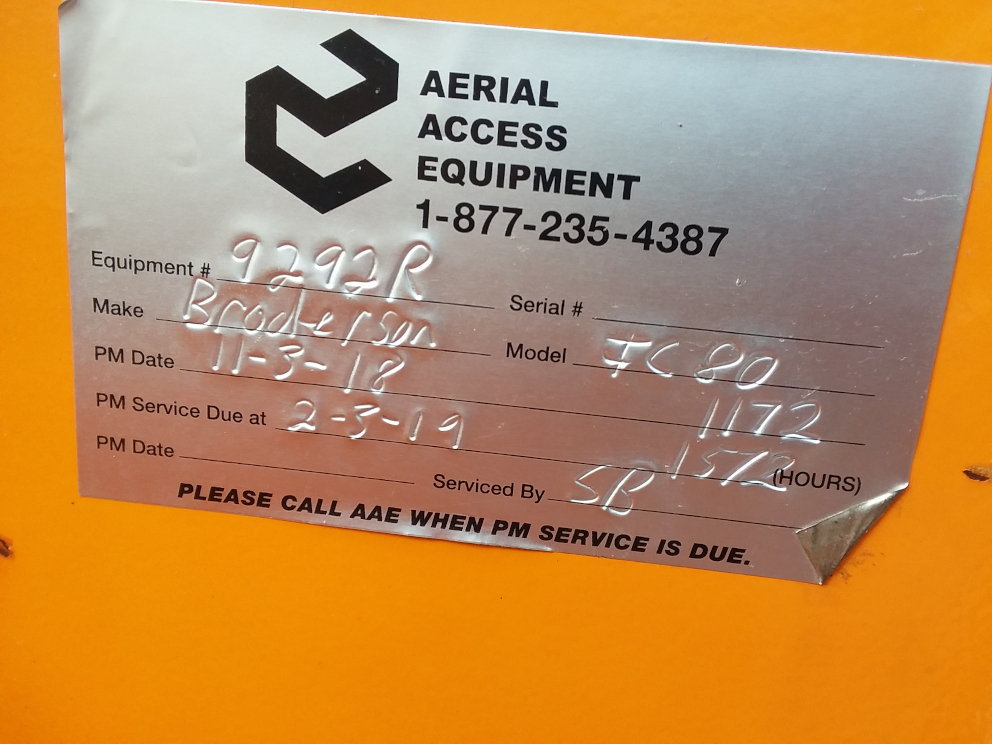 AERIAL
ACCESS
EQUIPMENT
1-877-235-4387
Equipment # 9292R Serial #
Make Broderson Model IC 80
PM Date 11-3-18 1172
PM Service Due at 2-3-19 1572 (HOURS)
PM Date Serviced By SB
PLEASE CALL AAE WHEN PM SERVICE IS DUE.